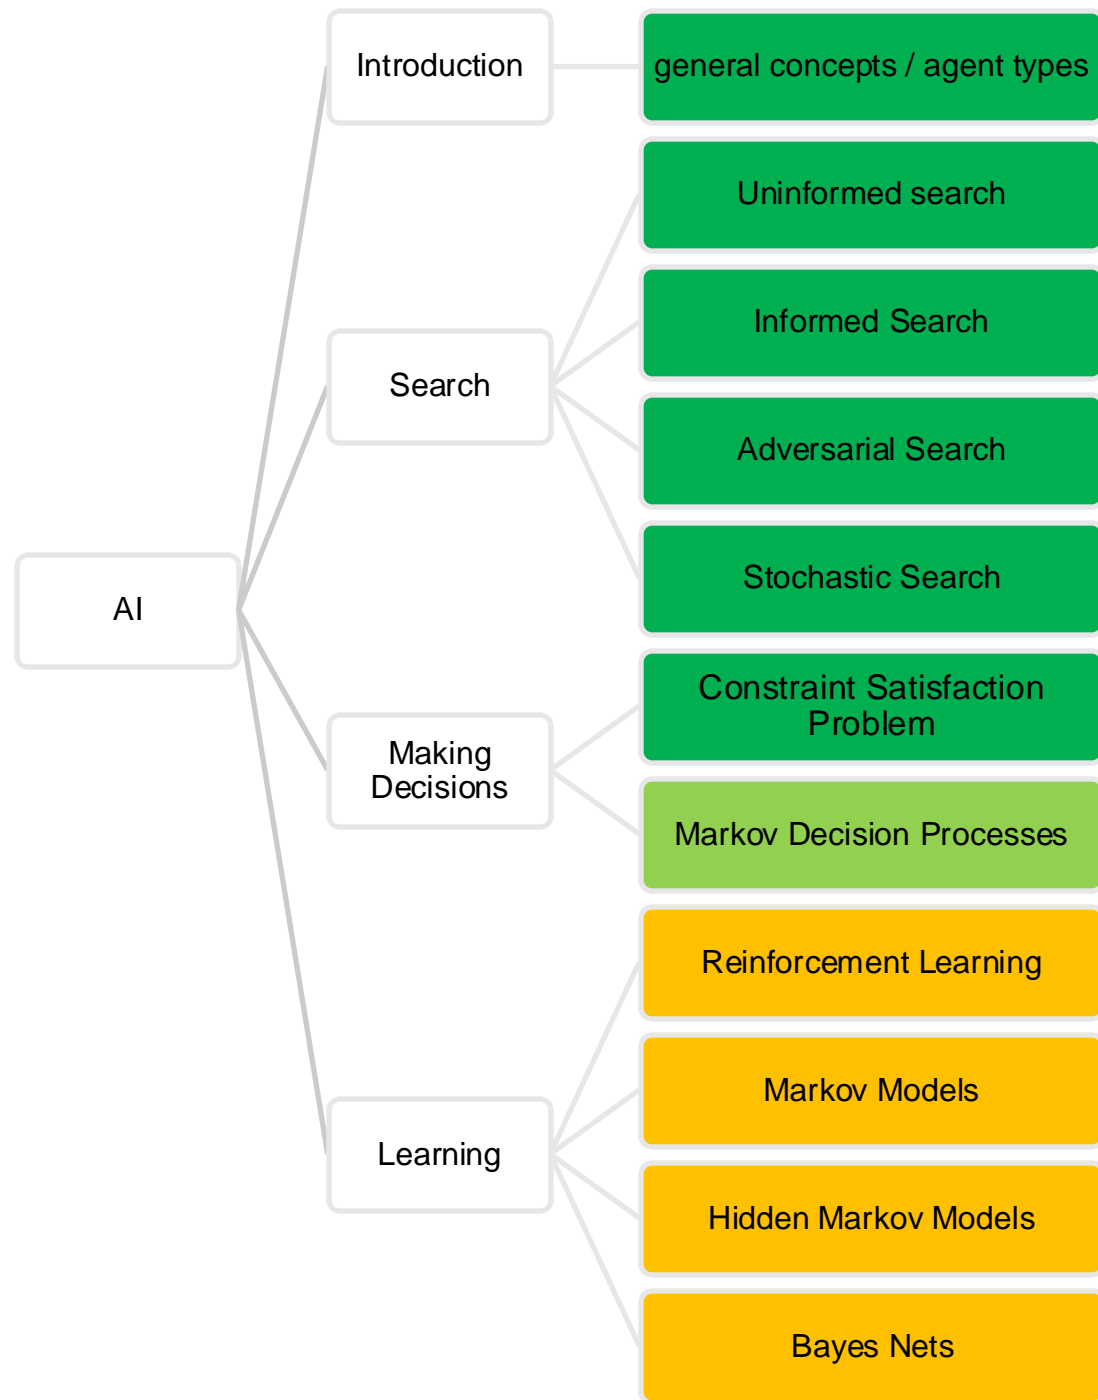 Introduction
general concepts / agent types
Uninformed search
Informed Search
Search
Adversarial Search
Stochastic Search
AI
Constraint Satisfaction
Problem
Making
Decisions
Markov Decision Processes
Reinforcement Learning
Markov Models
Learning
Hidden Markov Models
Bayes Nets